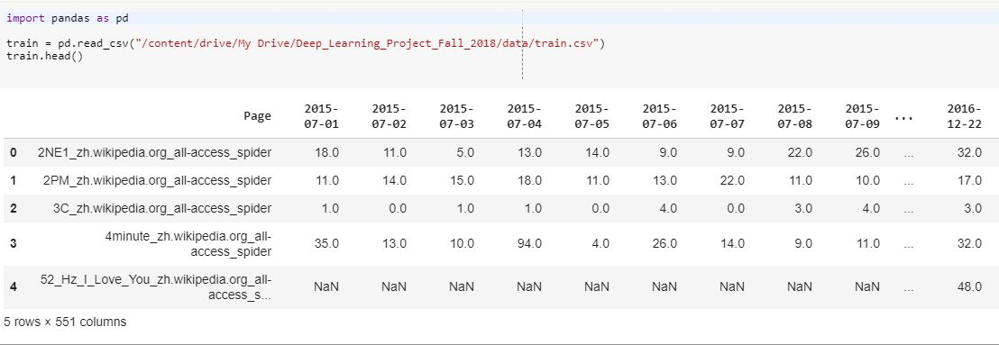 import pandas as pd
train = pd.read_csv("/content/drive/My Drive/Deep_Learning_Project_Fall_2018/data/train.csv")
train.head()
Page 2015-07-01 2015-07-02 2015-07-03 2015-07-04 2015-07-05 2015-07-06 2015-07-07 2015-07-08 2015-07-09 ... 2016-12-22
0 2NE1_zh.wikipedia.org_all-access_spider 18.0 11.0 5.0 13.0 14.0 9.0 9.0 22.0 26.0 ... 32.0
1 2PM_zh.wikipedia.org_all-access_spider 11.0 14.0 15.0 18.0 11.0 13.0 22.0 11.0 10.0 ... 17.0
2 3C_zh.wikipedia.org_all-access_spider 1.0 0.0 1.0 1.0 0.0 4.0 0.0 3.0 4.0 ... 3.0
3 4minute_zh.wikipedia.org_all-access_spider 35.0 13.0 10.0 94.0 4.0 26.0 14.0 9.0 11.0 ... 32.0
4 52_Hz_I_Love_You_zh.wikipedia.org_all-access_s... NaN NaN NaN NaN NaN NaN NaN NaN NaN ... 48.0
5 rows × 551 columns